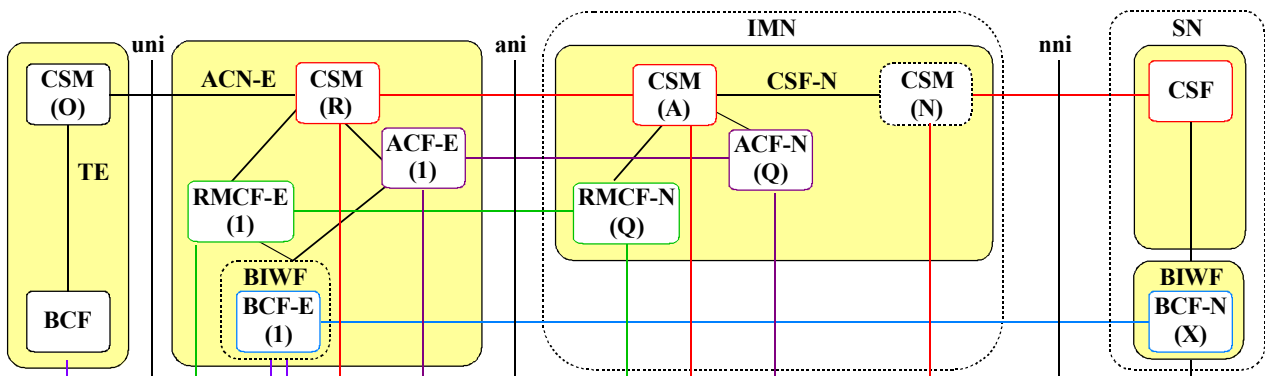 IMN
SN
uni
ani
nni
CSM
(O)
TE
BCF
ACN-E
CSM
(R)
ACF-E
(1)
RMCF-E
(1)
BIWF
BCF-E
(1)
CSM
(A)
CSF-N
CSM
(N)
ACF-N
(Q)
RMCF-N
(Q)
CSF
BIWF
BCF-N
(X)